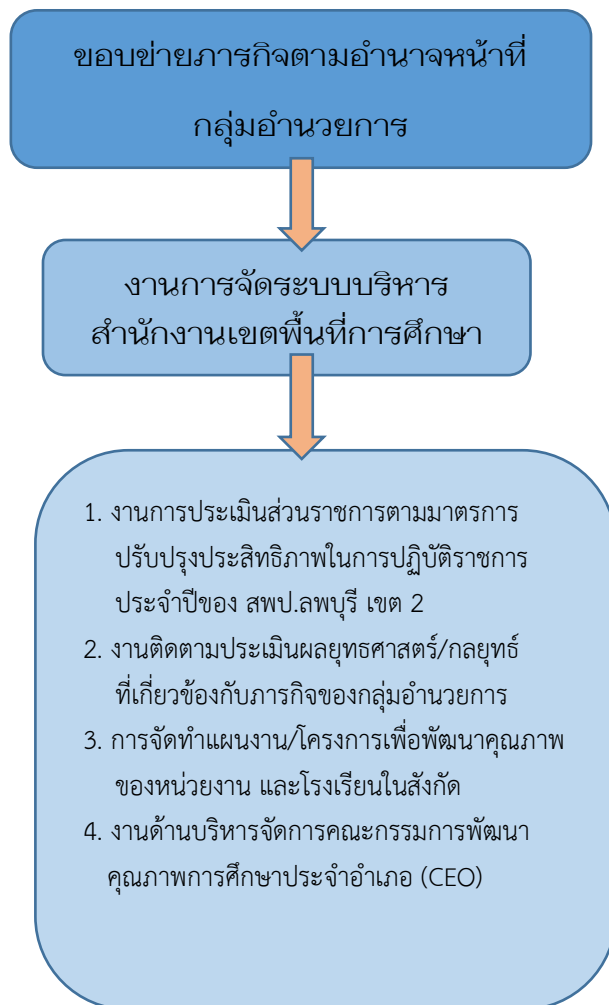 ขอบข่ายภารกิจตามอำนาจหน้าที่
กลุ่มอำนวยการ
งานการจัดระบบบริหาร
สำนักงานเขตพื้นที่การศึกษา
1. งานการประเมินส่วนราชการตามมาตรการ
ปรับปรุงประสิทธิภาพในการปฏิบัติราชการ
ประจำปีของ สพป.ลพบุรี เขต 2
2. งานติดตามประเมินผลยุทธศาสตร์/กลยุทธ์
ที่เกี่ยวข้องกับภารกิจของกลุ่มอำนวยการ
3. การจัดทำแผนงาน/โครงการเพื่อพัฒนาคุณภาพ
ของหน่วยงาน และโรงเรียนในสังกัด
4. งานด้านบริหารจัดการคณะกรรมการพัฒนา
คุณภาพการศึกษาประจำอำเภอ (CEO)